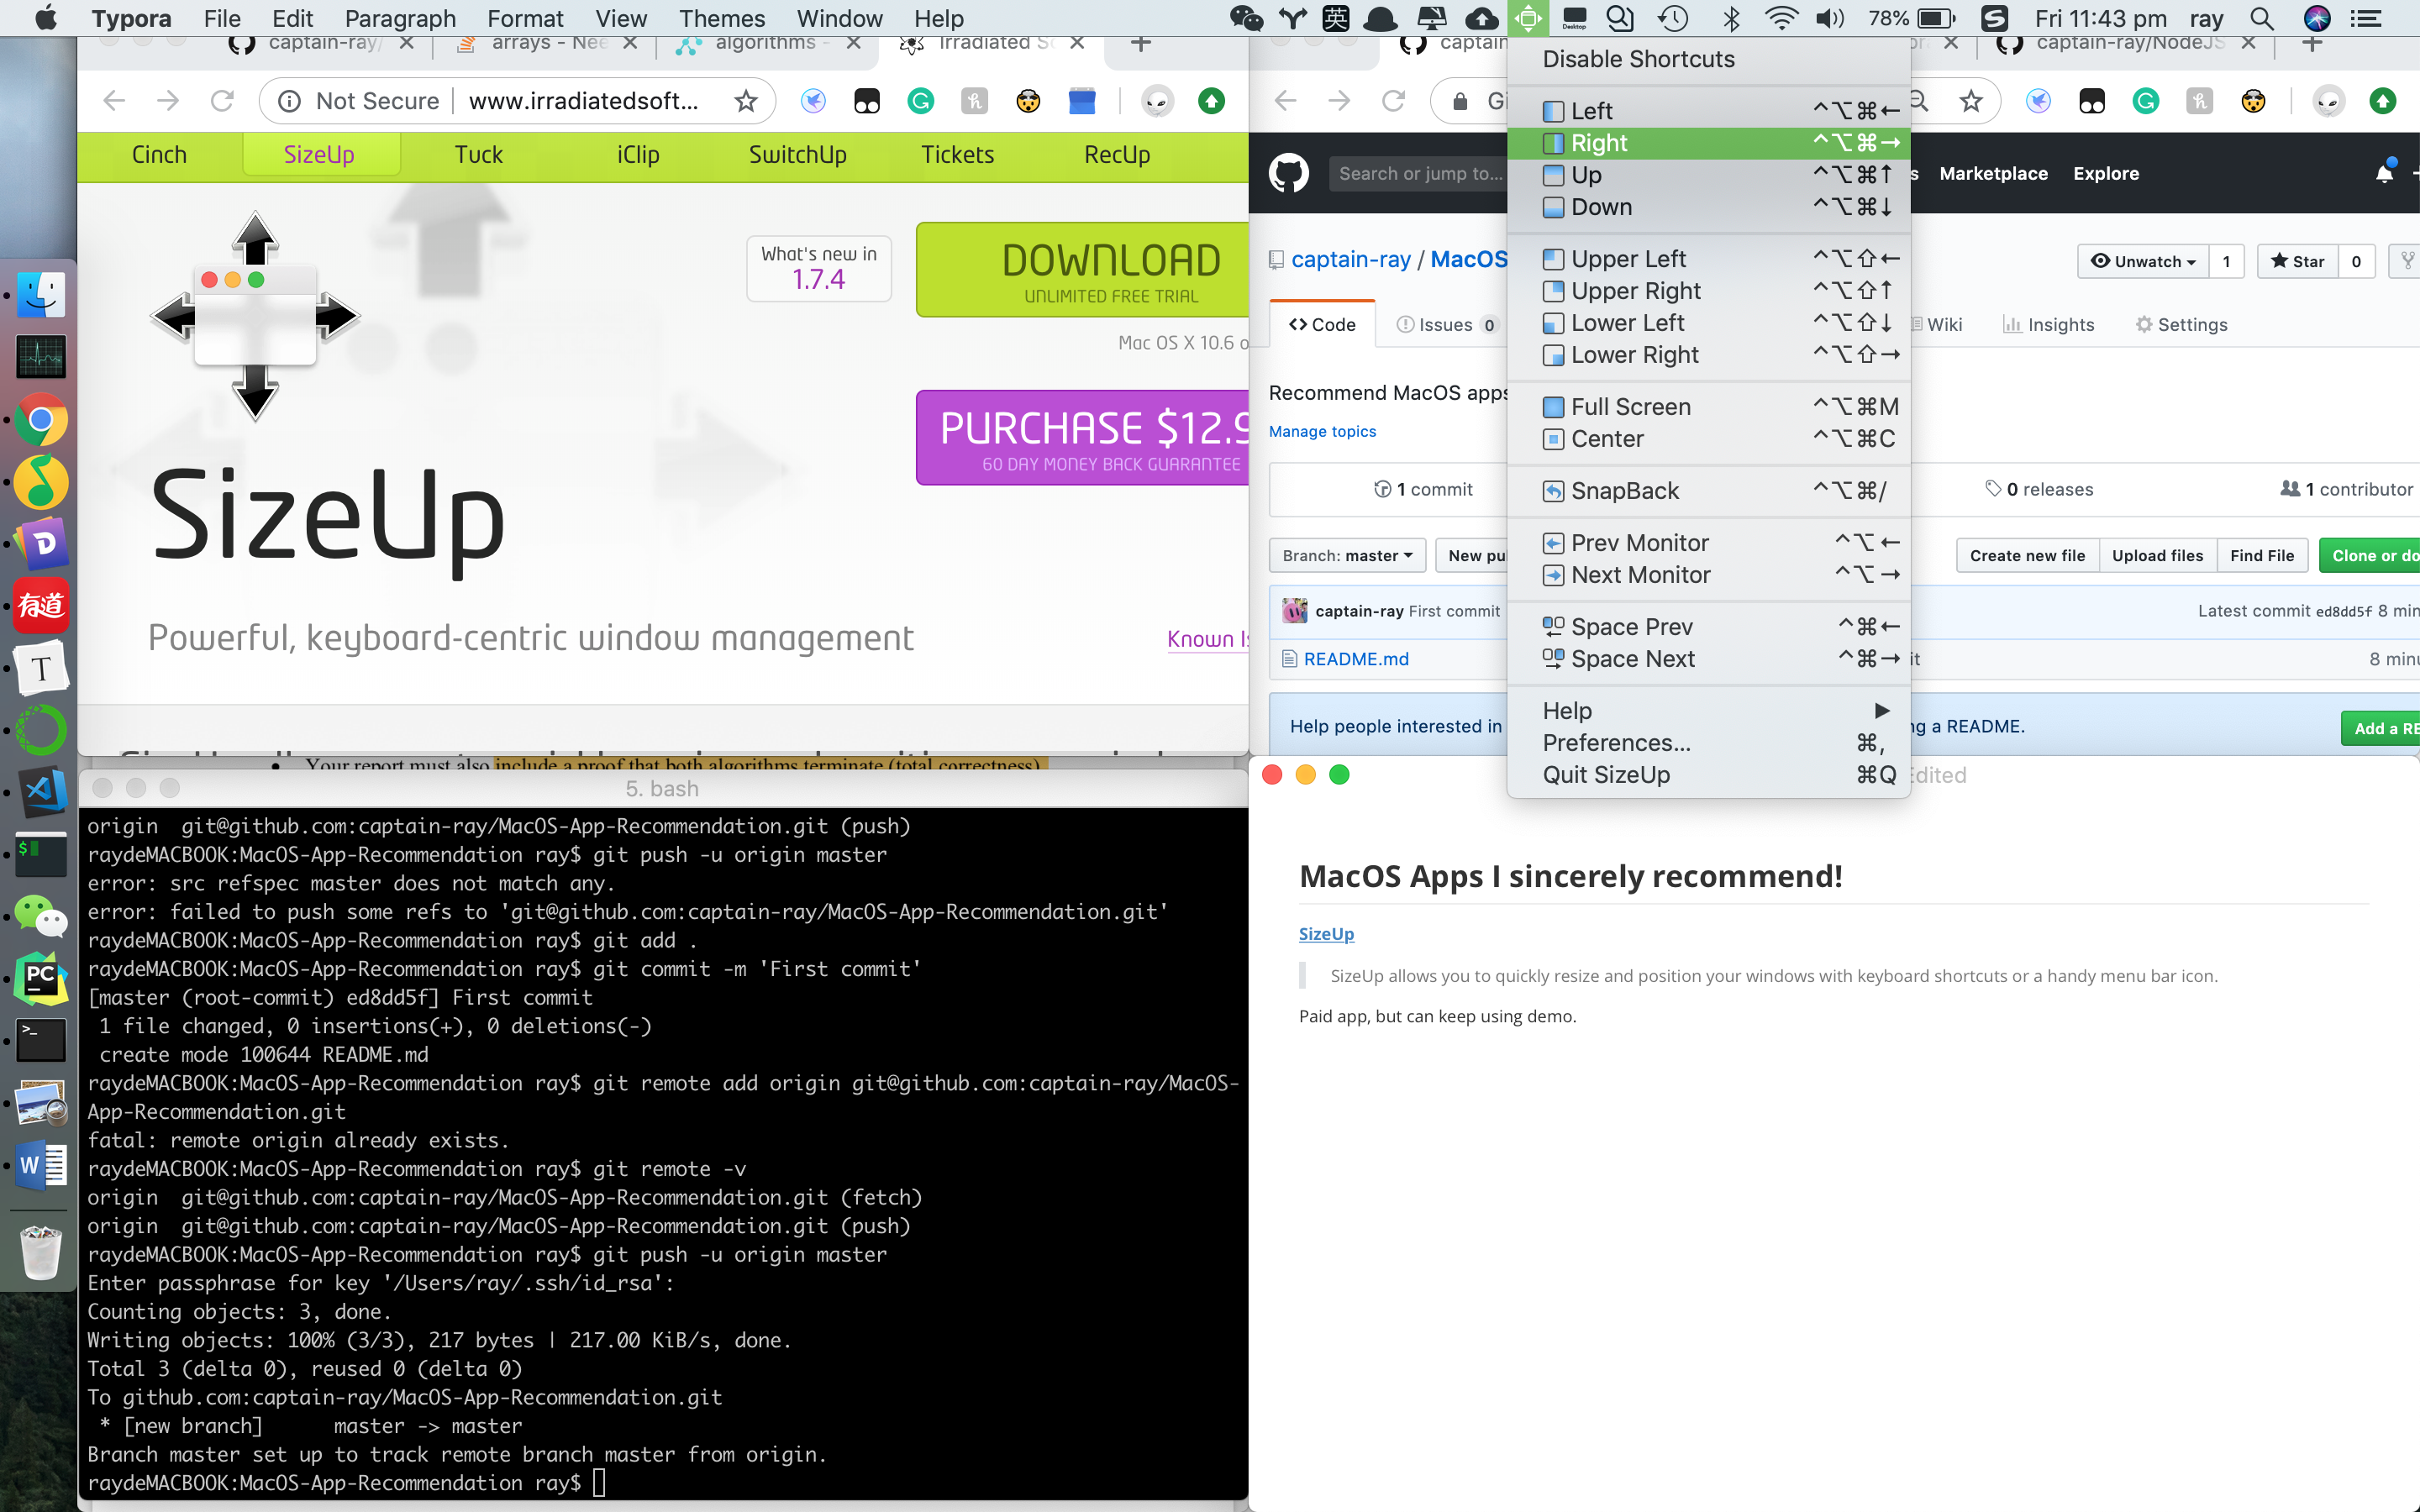 Typora File Edit Paragraph Format View Themes Window Help
英 Desktop 78% Fri 11:43 pm ray
captain-ray/
arrays - Nee
algorithms -
Irradiated So
Not Secure www.irradiatedsoft...
Cinch SizeUp Tuck iClip SwitchUp Tickets RecUp
What's new in
1.7.4
DOWNLOAD
UNLIMITED FREE TRIAL
Mac OS X 10.6 o
PURCHASE $12.9
60 DAY MONEY BACK GUARANTEE
SizeUp
Powerful, keyboard-centric window management
Known Is
Your report must also include a proof that both algorithms terminate (total correctness).
captain
captain-ray/NodeJS
Gi
Search or jump to...
s Marketplace Explore
captain-ray / MacOS
Unwatch 1 Star 0
Code Issues 0 Wiki Insights Settings
Recommend MacOS apps
Manage topics
1 commit 0 releases 1 contributor
Branch: master New pul Create new file Upload files Find File Clone or do
captain-ray First commit Latest commit ed8dd5f 8 min
README.md it 8 minu
Help people interested in ng a README. Add a RE
Disable Shortcuts
Left ⌃⌥⌘←
Right ⌃⌥⌘→
Up ⌃⌥⌘↑
Down ⌃⌥⌘↓
Upper Left ⌃⌥⇧←
Upper Right ⌃⌥⇧↑
Lower Left ⌃⌥⇧↓
Lower Right ⌃⌥⇧→
Full Screen ⌃⌥⌘M
Center ⌃⌥⌘C
SnapBack ⌃⌥⌘/
Prev Monitor ⌃⌥←
Next Monitor ⌃⌥→
Space Prev ⌃⌘←
Space Next ⌃⌘→
Help ▶
Preferences... ⌘,
Quit SizeUp ⌘Q
有道
T
PC
W
5. bash
origin  git@github.com:captain-ray/MacOS-App-Recommendation.git (push)
raydeMACBOOK:MacOS-App-Recommendation ray$ git push -u origin master
error: src refspec master does not match any.
error: failed to push some refs to 'git@github.com:captain-ray/MacOS-App-Recommendation.git'
raydeMACBOOK:MacOS-App-Recommendation ray$ git add .
raydeMACBOOK:MacOS-App-Recommendation ray$ git commit -m 'First commit'
[master (root-commit) ed8dd5f] First commit
 1 file changed, 0 insertions(+), 0 deletions(-)
 create mode 100644 README.md
raydeMACBOOK:MacOS-App-Recommendation ray$ git remote add origin git@github.com:captain-ray/MacOS-
App-Recommendation.git
fatal: remote origin already exists.
raydeMACBOOK:MacOS-App-Recommendation ray$ git remote -v
origin  git@github.com:captain-ray/MacOS-App-Recommendation.git (fetch)
origin  git@github.com:captain-ray/MacOS-App-Recommendation.git (push)
raydeMACBOOK:MacOS-App-Recommendation ray$ git push -u origin master
Enter passphrase for key '/Users/ray/.ssh/id_rsa':
Counting objects: 3, done.
Writing objects: 100% (3/3), 217 bytes | 217.00 KiB/s, done.
Total 3 (delta 0), reused 0 (delta 0)
To github.com:captain-ray/MacOS-App-Recommendation.git
 * [new branch]      master -> master
Branch master set up to track remote branch master from origin.
raydeMACBOOK:MacOS-App-Recommendation ray$
Edited
MacOS Apps I sincerely recommend!
SizeUp
SizeUp allows you to quickly resize and position your windows with keyboard shortcuts or a handy menu bar icon.
Paid app, but can keep using demo.